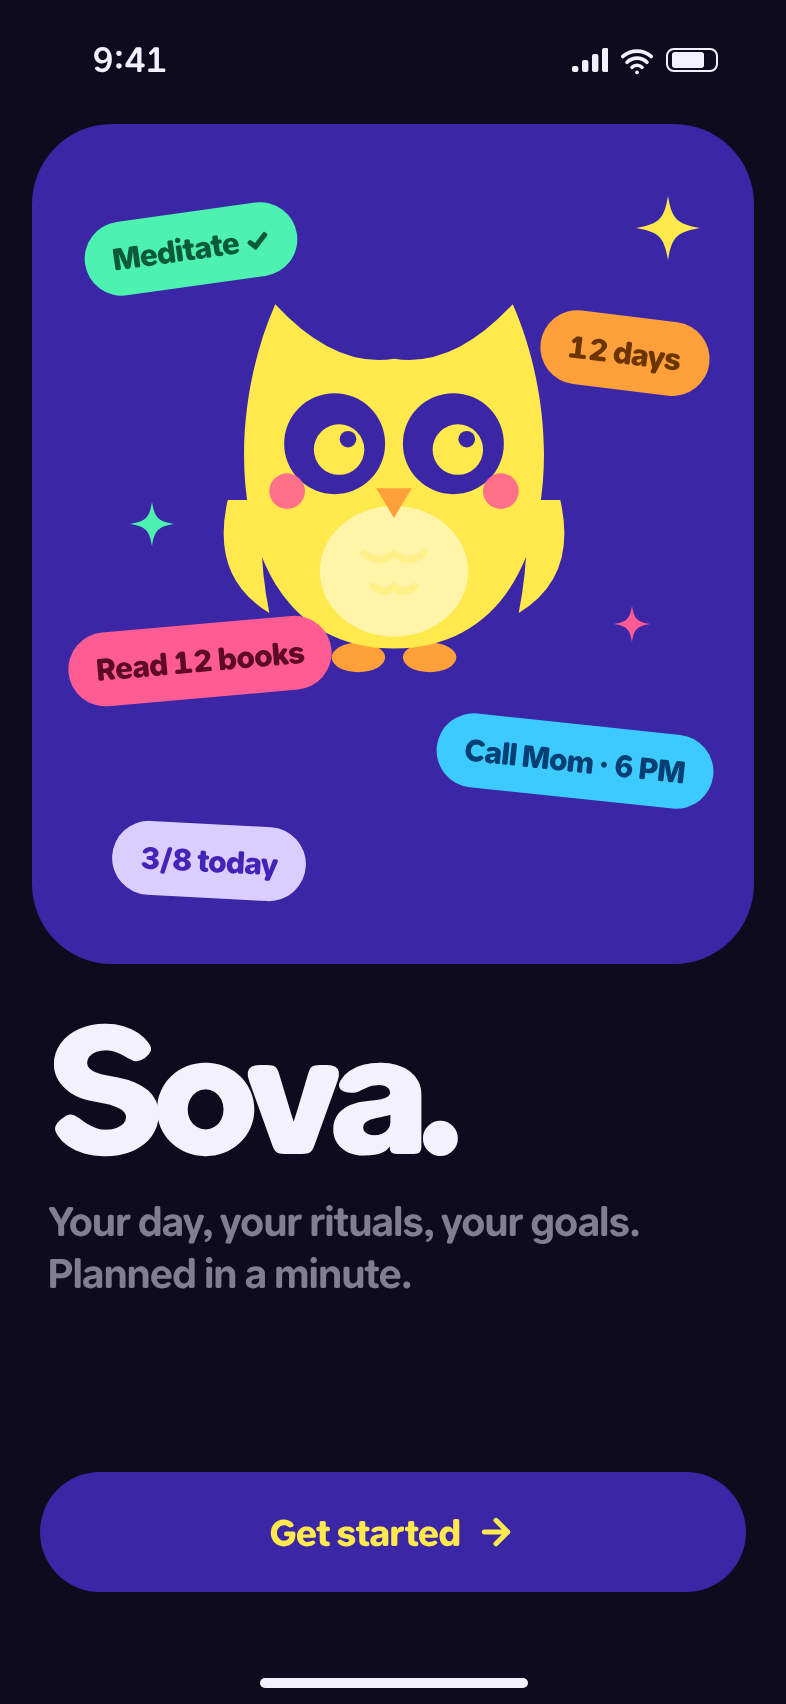 9:41
Meditate ✓
12 days
Read 12 books
Call Mom · 6 PM
3/8 today
Sova.
Your day, your rituals, your goals.
Planned in a minute.
Get started →